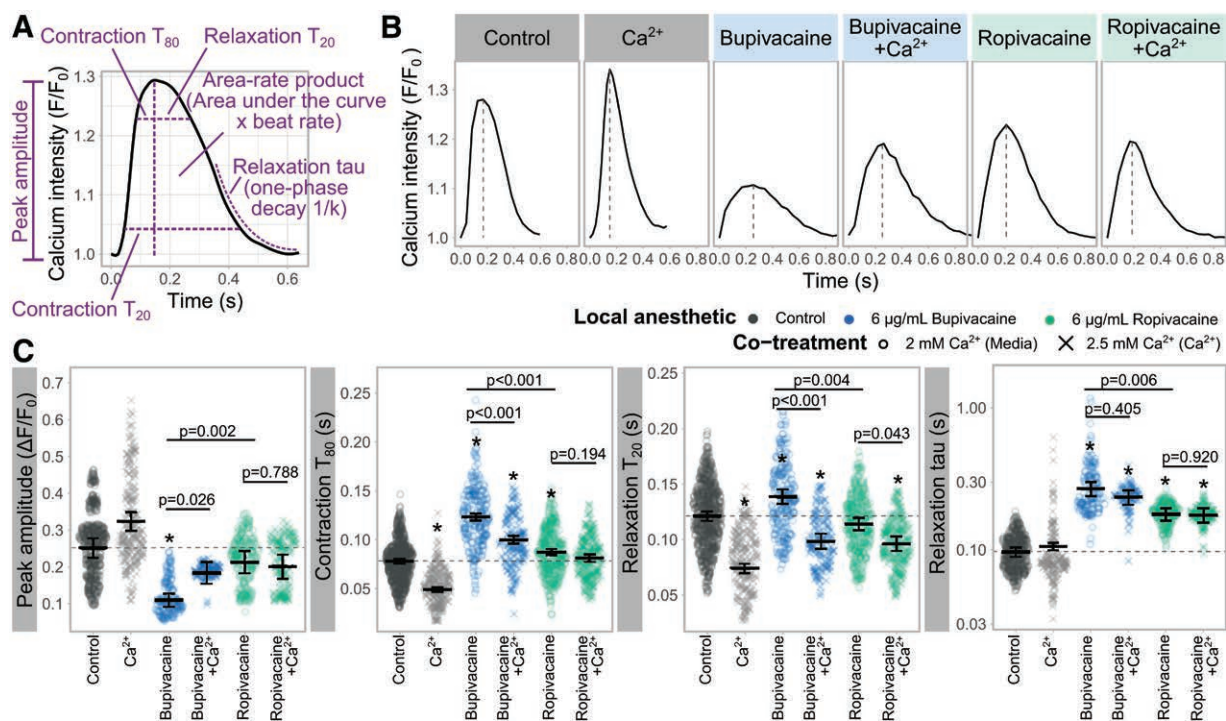 A
Contraction T80
Relaxation T20
Area-rate product
(Area under the curve
x beat rate)
Relaxation tau
(one-phase
decay 1/k)
Contraction T20
Peak amplitude
Calcium intensity (F/F0)
1.3
1.2
1.1
1.0
0.0 0.2 0.4 0.6
Time (s)
B
Control
Ca²⁺
Bupivacaine
Bupivacaine
+Ca²⁺
Ropivacaine
Ropivacaine
+Ca²⁺
Calcium intensity (F/F0)
1.3
1.2
1.1
1.0
0.0 0.2 0.4 0.6 0.8
0.0 0.2 0.4 0.6 0.8
0.0 0.2 0.4 0.6 0.8
0.0 0.2 0.4 0.6 0.8
0.0 0.2 0.4 0.6 0.8
0.0 0.2 0.4 0.6 0.8
Time (s)
Local anesthetic ● Control ● 6 µg/mL Bupivacaine ● 6 µg/mL Ropivacaine
Co−treatment ○ 2 mM Ca²⁺ (Media) × 2.5 mM Ca²⁺ (Ca²⁺)
C
Peak amplitude (ΔF/F0)
0.7
0.6
0.5
0.4
0.3
0.2
0.1
p=0.002
p=0.788
p=0.026
*
Control
Ca²⁺
Bupivacaine
Bupivacaine
+Ca²⁺
Ropivacaine
Ropivacaine
+Ca²⁺
Contraction T80 (s)
0.25
0.20
0.15
0.10
0.05
p<0.001
p<0.001
p=0.194
* * * *
Control
Ca²⁺
Bupivacaine
Bupivacaine
+Ca²⁺
Ropivacaine
Ropivacaine
+Ca²⁺
Relaxation T20 (s)
0.25
0.20
0.15
0.10
0.05
p=0.004
p<0.001
p=0.043
* * * *
Control
Ca²⁺
Bupivacaine
Bupivacaine
+Ca²⁺
Ropivacaine
Ropivacaine
+Ca²⁺
Relaxation tau (s)
1.00
0.30
0.10
0.03
p=0.006
p=0.405
p=0.920
* * * *
Control
Ca²⁺
Bupivacaine
Bupivacaine
+Ca²⁺
Ropivacaine
Ropivacaine
+Ca²⁺